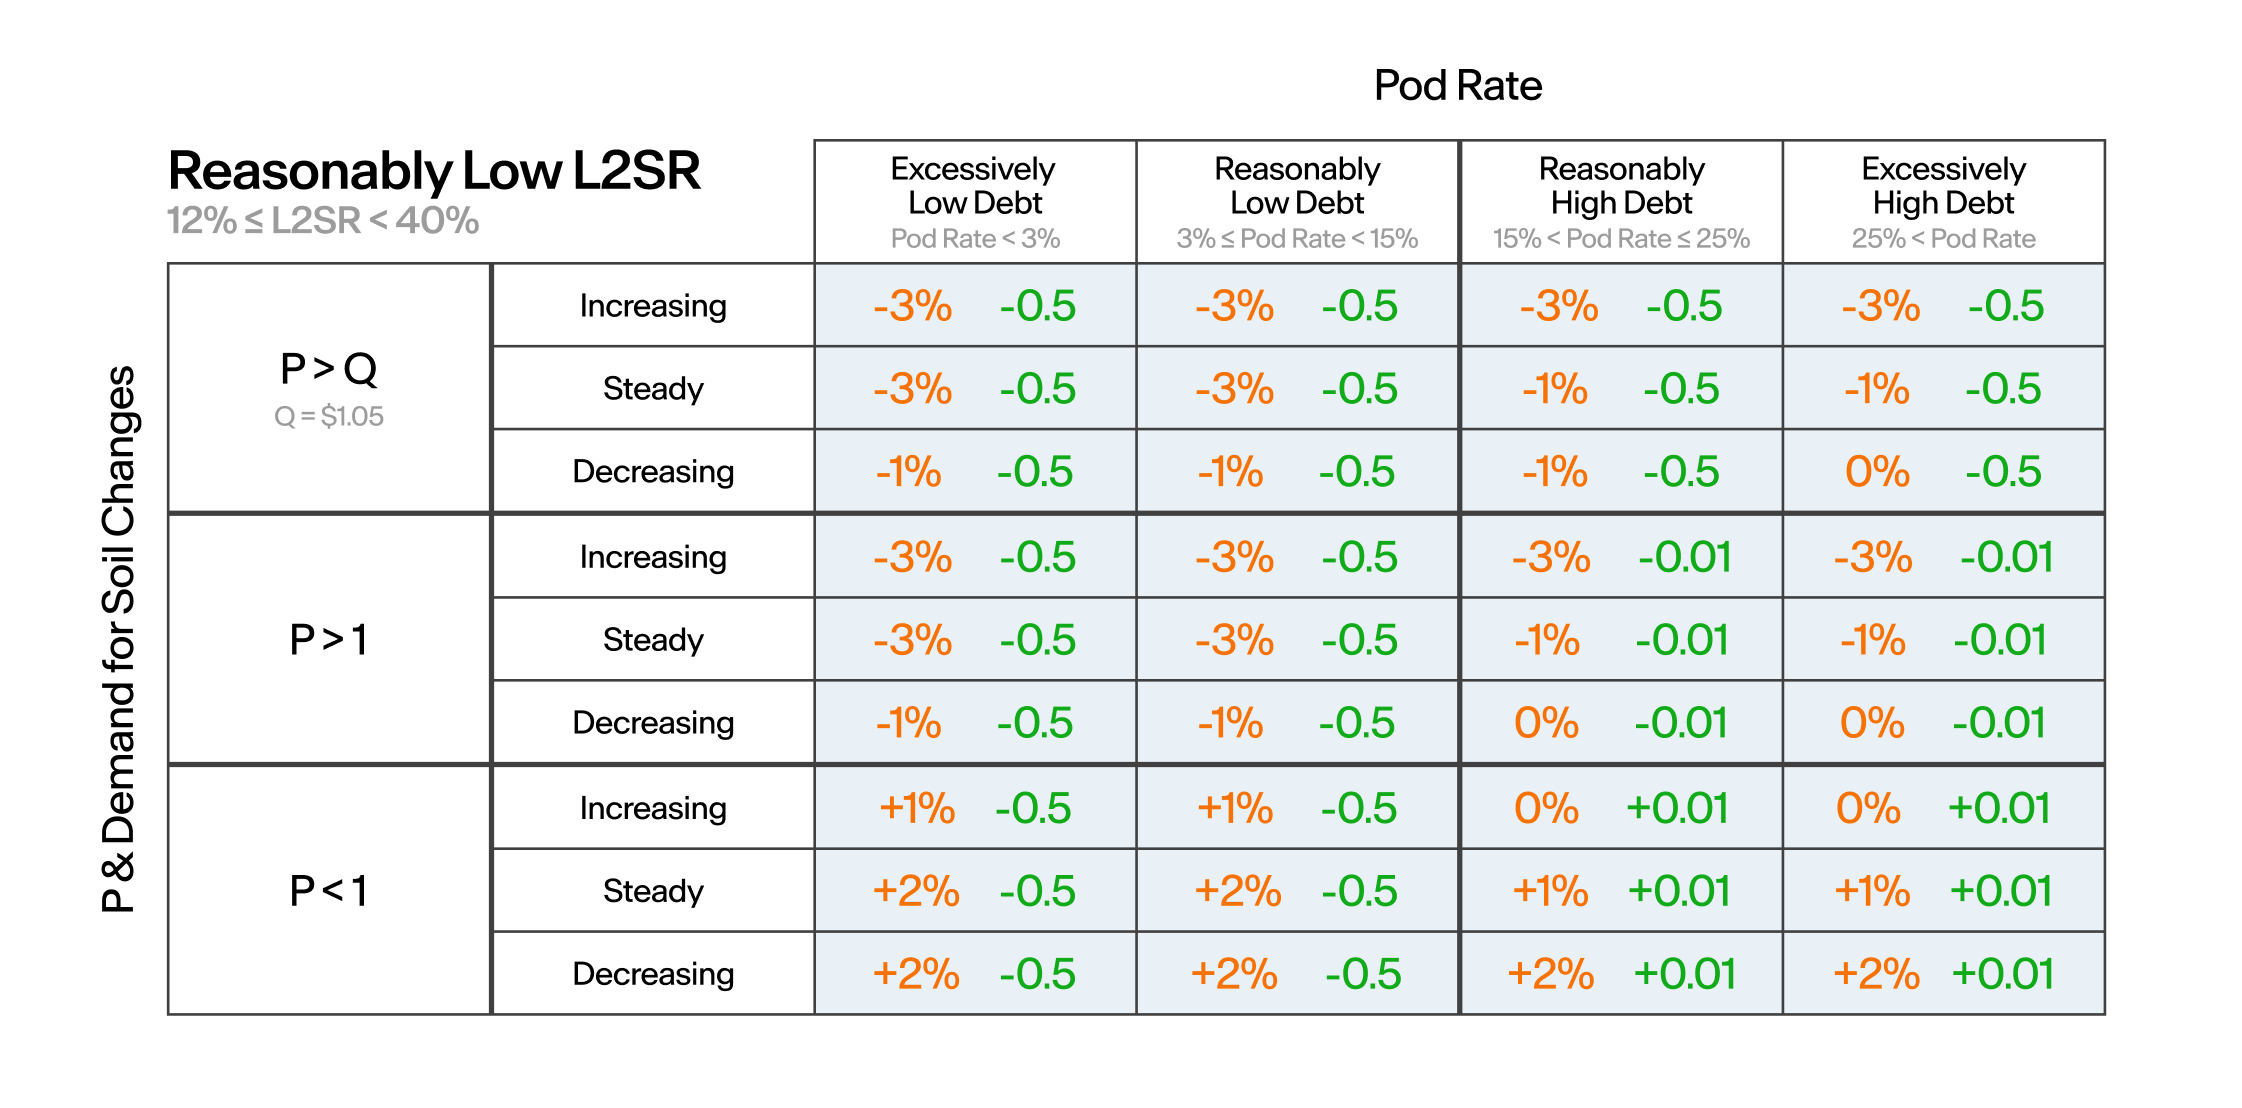 Pod Rate
Reasonably Low L2SR
12% ≤ L2SR < 40%
Excessively
Low Debt
Pod Rate < 3%
Reasonably
Low Debt
3% ≤ Pod Rate < 15%
Reasonably
High Debt
15% < Pod Rate ≤ 25%
Excessively
High Debt
25% < Pod Rate
P & Demand for Soil Changes
P > Q
Q = $1.05
Increasing -3% -0.5 -3% -0.5 -3% -0.5 -3% -0.5
Steady -3% -0.5 -3% -0.5 -1% -0.5 -1% -0.5
Decreasing -1% -0.5 -1% -0.5 -1% -0.5 0% -0.5
P > 1
Increasing -3% -0.5 -3% -0.5 -3% -0.01 -3% -0.01
Steady -3% -0.5 -3% -0.5 -1% -0.01 -1% -0.01
Decreasing -1% -0.5 -1% -0.5 0% -0.01 0% -0.01
P < 1
Increasing +1% -0.5 +1% -0.5 0% +0.01 0% +0.01
Steady +2% -0.5 +2% -0.5 +1% +0.01 +1% +0.01
Decreasing +2% -0.5 +2% -0.5 +2% +0.01 +2% +0.01